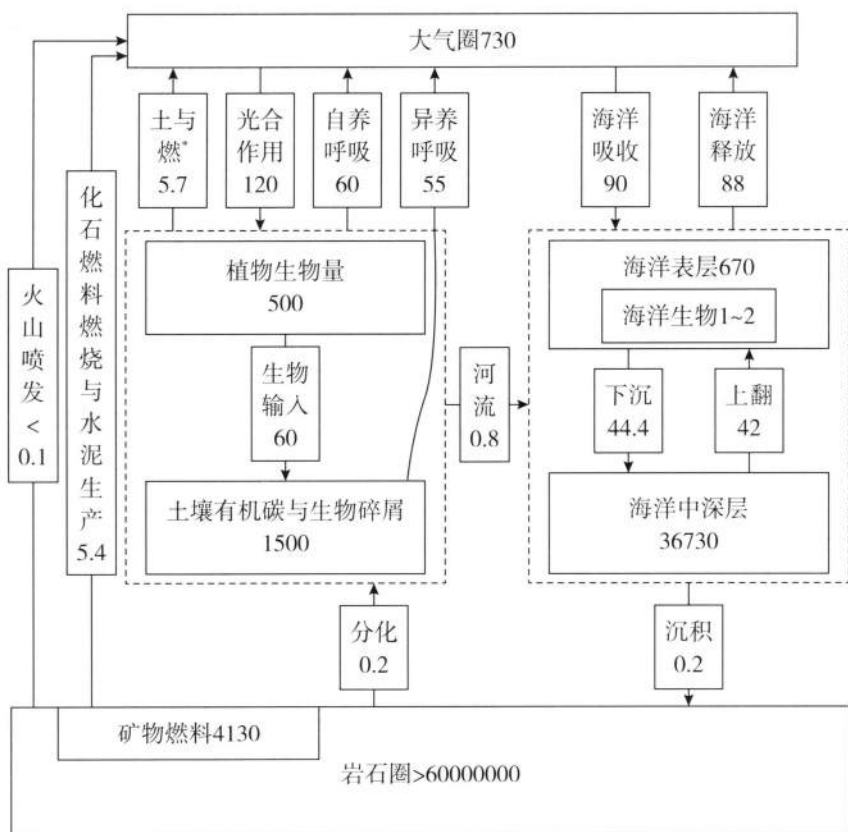 大气圈730
土与
燃*
5.7
光合
作用
120
自养
呼吸
60
异养
呼吸
55
海洋
吸收
90
海洋
释放
88
化
石
燃
料
燃
烧
与
水
泥
生
产
5.4
火
山
喷
发
<
0.1
植物生物量
500
生物
输入
60
土壤有机碳与生物碎屑
1500
河
流
0.8
海洋表层670
海洋生物1~2
下沉
44.4
上翻
42
海洋中深层
36730
分化
0.2
沉积
0.2
矿物燃料4130
岩石圈>60000000